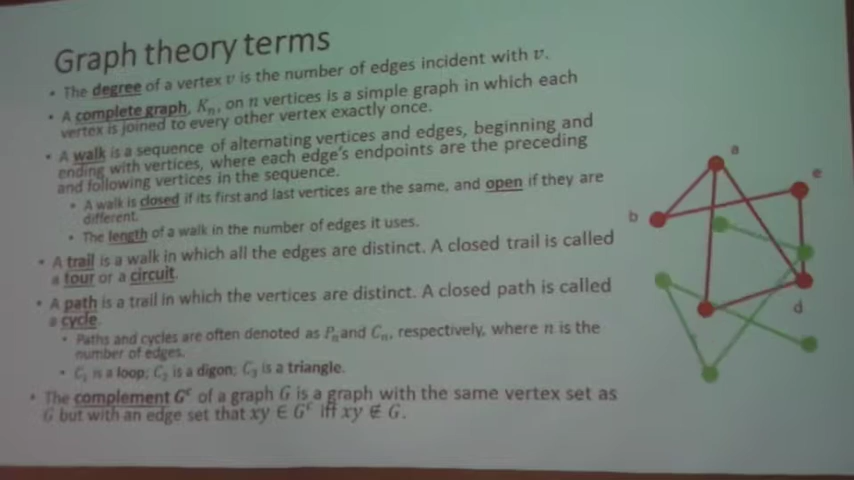 Graph theory terms
• The degree of a vertex v is the number of edges incident with v.
• A complete graph, Kₙ, on n vertices is a simple graph in which each
vertex is joined to every other vertex exactly once.
• A walk is a sequence of alternating vertices and edges, beginning and
ending with vertices, where each edge's endpoints are the preceding
and following vertices in the sequence.
• A walk is closed if its first and last vertices are the same, and open if they are
different.
• The length of a walk in the number of edges it uses.
• A trail is a walk in which all the edges are distinct. A closed trail is called
a tour or a circuit.
• A path is a trail in which the vertices are distinct. A closed path is called
a cycle.
• Paths and cycles are often denoted as Pₙ and Cₙ, respectively, where n is the
number of edges.
• C₁ is a loop; C₂ is a digon; C₃ is a triangle.
• The complement Gᶜ of a graph G is a graph with the same vertex set as
G but with an edge set that xy ∈ Gᶜ iff xy ∉ G.
a
e
b
d